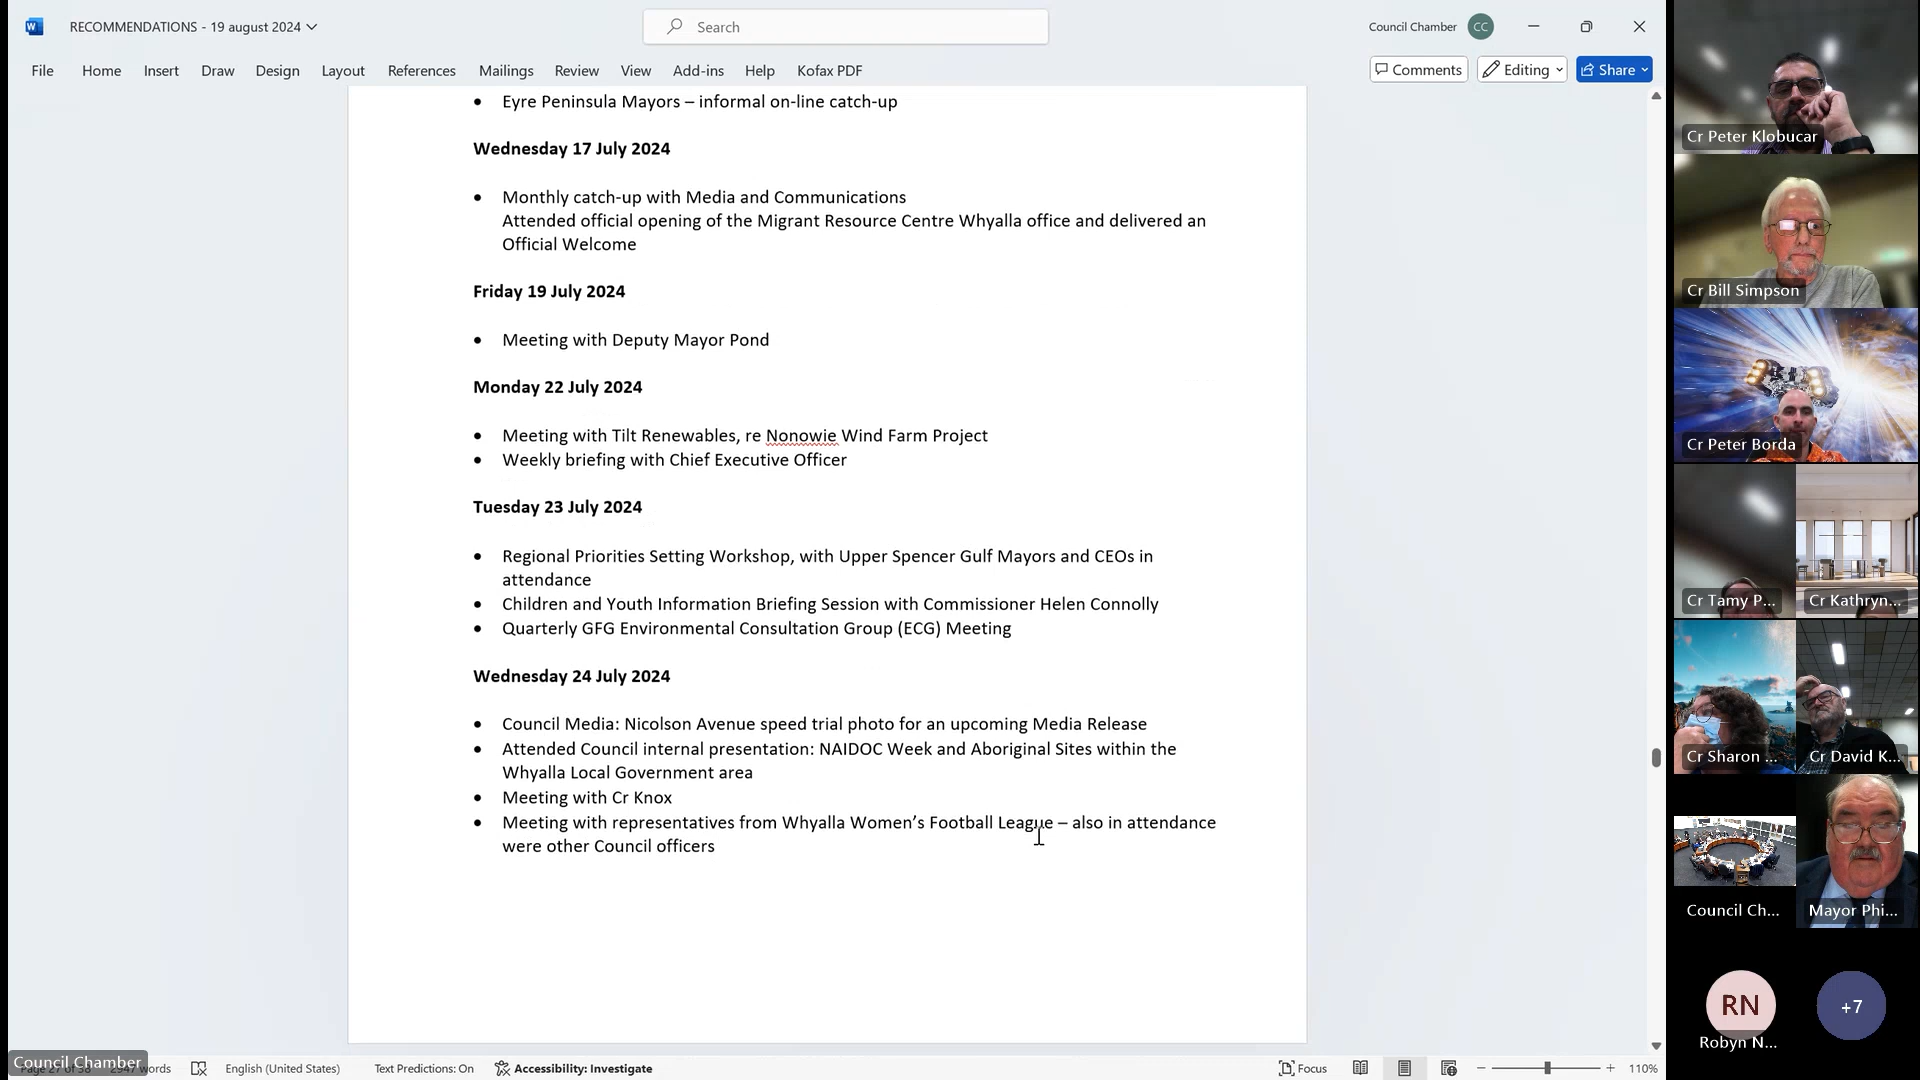 RECOMMENDATIONS - 19 august 2024
Search
Council Chamber
CC
File Home Insert Draw Design Layout References Mailings Review View Add-ins Help Kofax PDF
Comments Editing Share
• Eyre Peninsula Mayors – informal on-line catch-up
Wednesday 17 July 2024
• Monthly catch-up with Media and Communications
Attended official opening of the Migrant Resource Centre Whyalla office and delivered an
Official Welcome
Friday 19 July 2024
• Meeting with Deputy Mayor Pond
Monday 22 July 2024
• Meeting with Tilt Renewables, re Nonowie Wind Farm Project
• Weekly briefing with Chief Executive Officer
Tuesday 23 July 2024
• Regional Priorities Setting Workshop, with Upper Spencer Gulf Mayors and CEOs in
attendance
• Children and Youth Information Briefing Session with Commissioner Helen Connolly
• Quarterly GFG Environmental Consultation Group (ECG) Meeting
Wednesday 24 July 2024
• Council Media: Nicolson Avenue speed trial photo for an upcoming Media Release
• Attended Council internal presentation: NAIDOC Week and Aboriginal Sites within the
Whyalla Local Government area
• Meeting with Cr Knox
• Meeting with representatives from Whyalla Women’s Football League – also in attendance
were other Council officers
Council Chamber
words
English (United States)
Text Predictions: On
Accessibility: Investigate
Focus
110%
Cr Peter Klobucar
Cr Bill Simpson
Cr Peter Borda
Cr Tamy P...
Cr Kathryn...
Cr Sharon ...
Cr David K...
Council Ch...
Mayor Phi...
RN
Robyn N...
+7